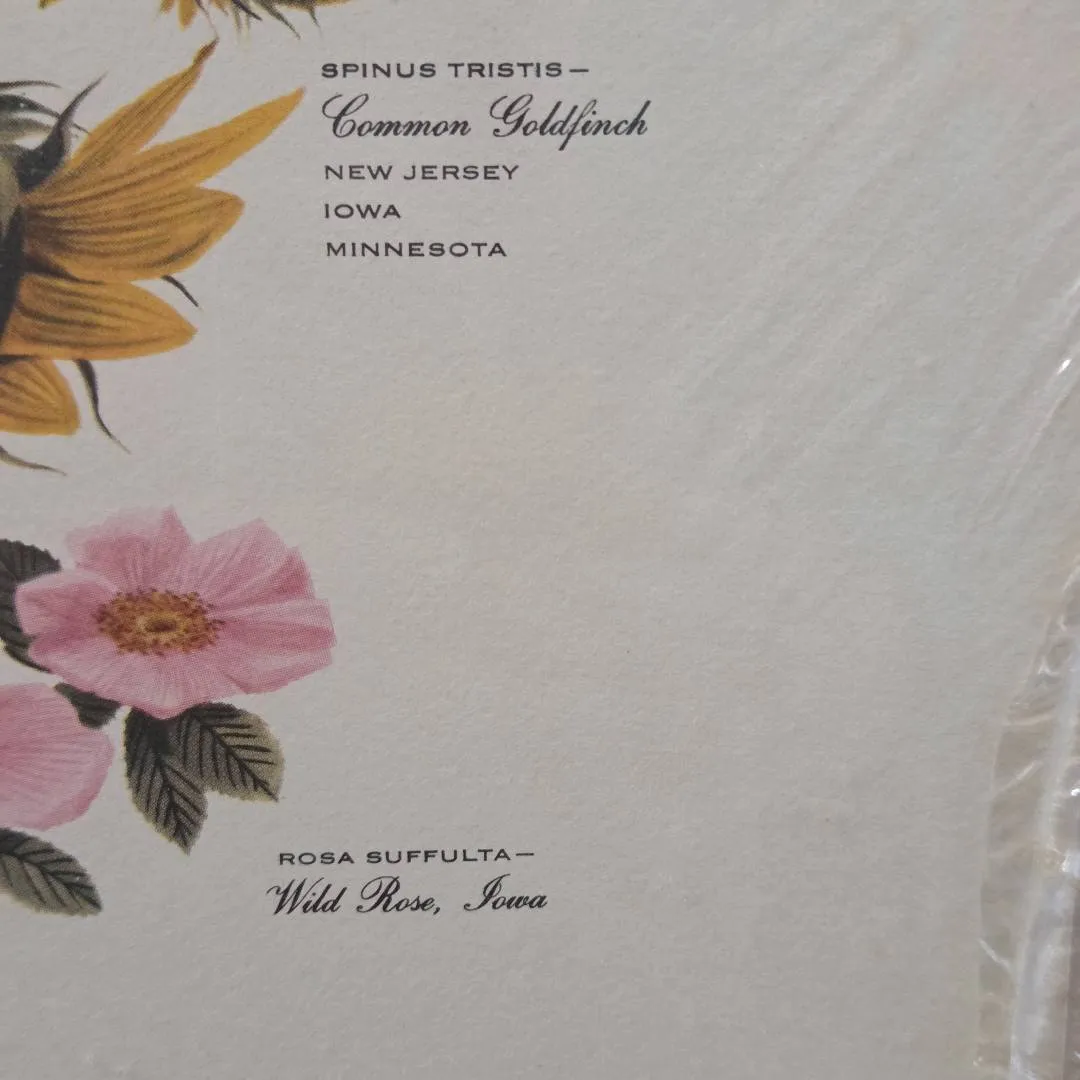 SPINUS TRISTIS—
Common Goldfinch
NEW JERSEY
IOWA
MINNESOTA
ROSA SUFFULTA—
Wild Rose, Iowa